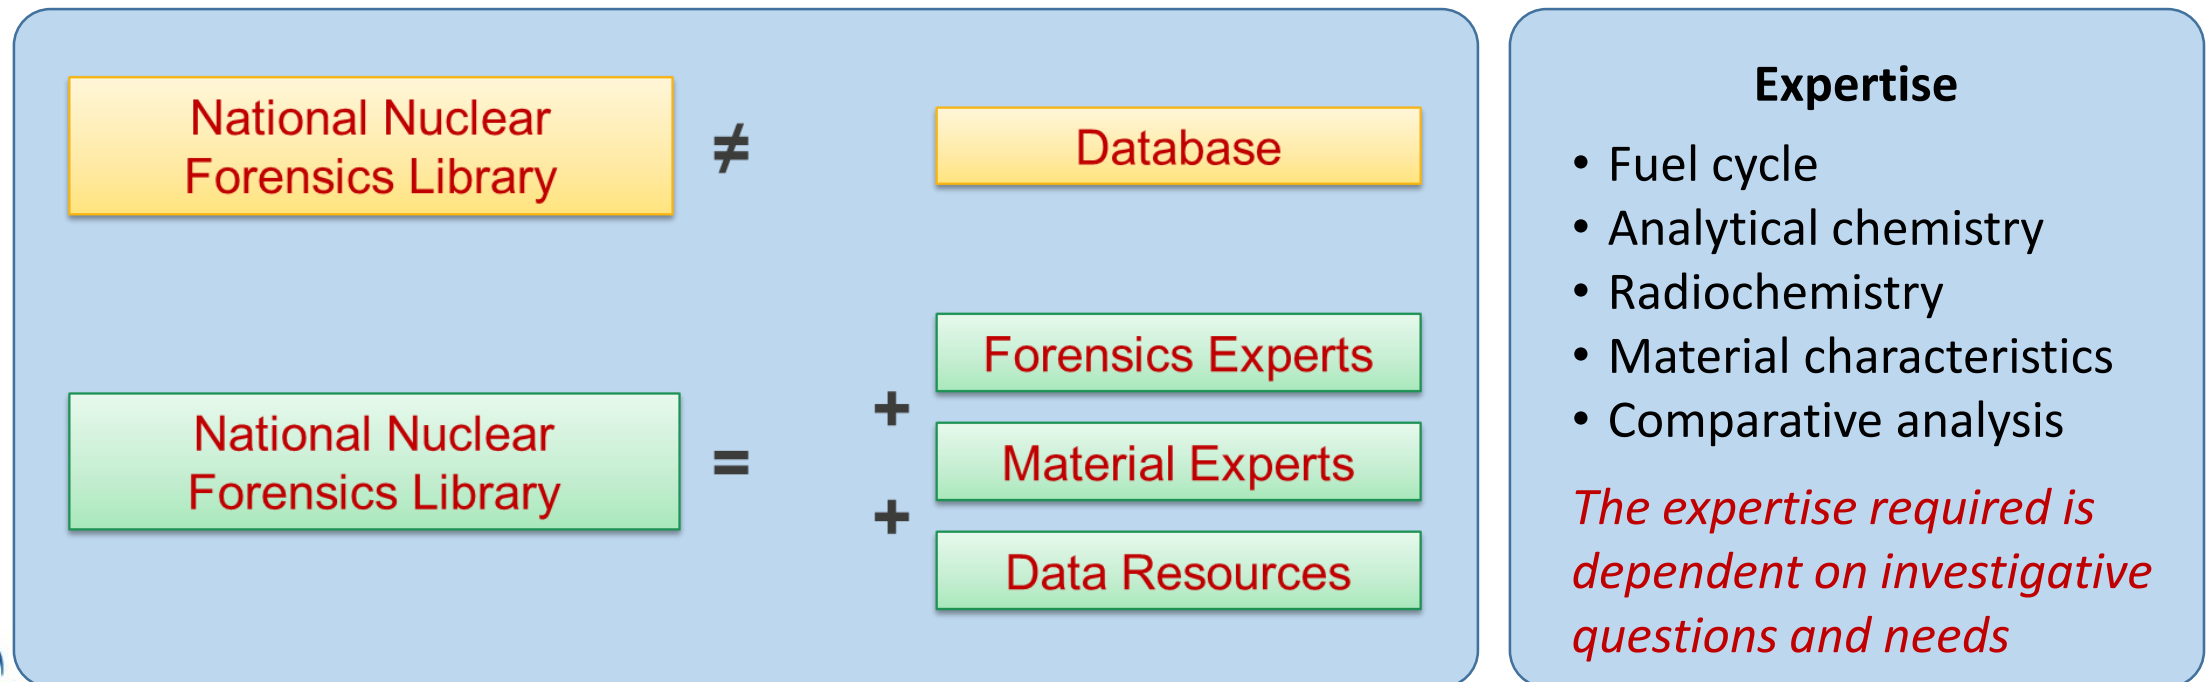 National Nuclear
Forensics Library
≠
Database
National Nuclear
Forensics Library
=
Forensics Experts
+
Material Experts
+
Data Resources
Expertise
• Fuel cycle
• Analytical chemistry
• Radiochemistry
• Material characteristics
• Comparative analysis
The expertise required is
dependent on investigative
questions and needs